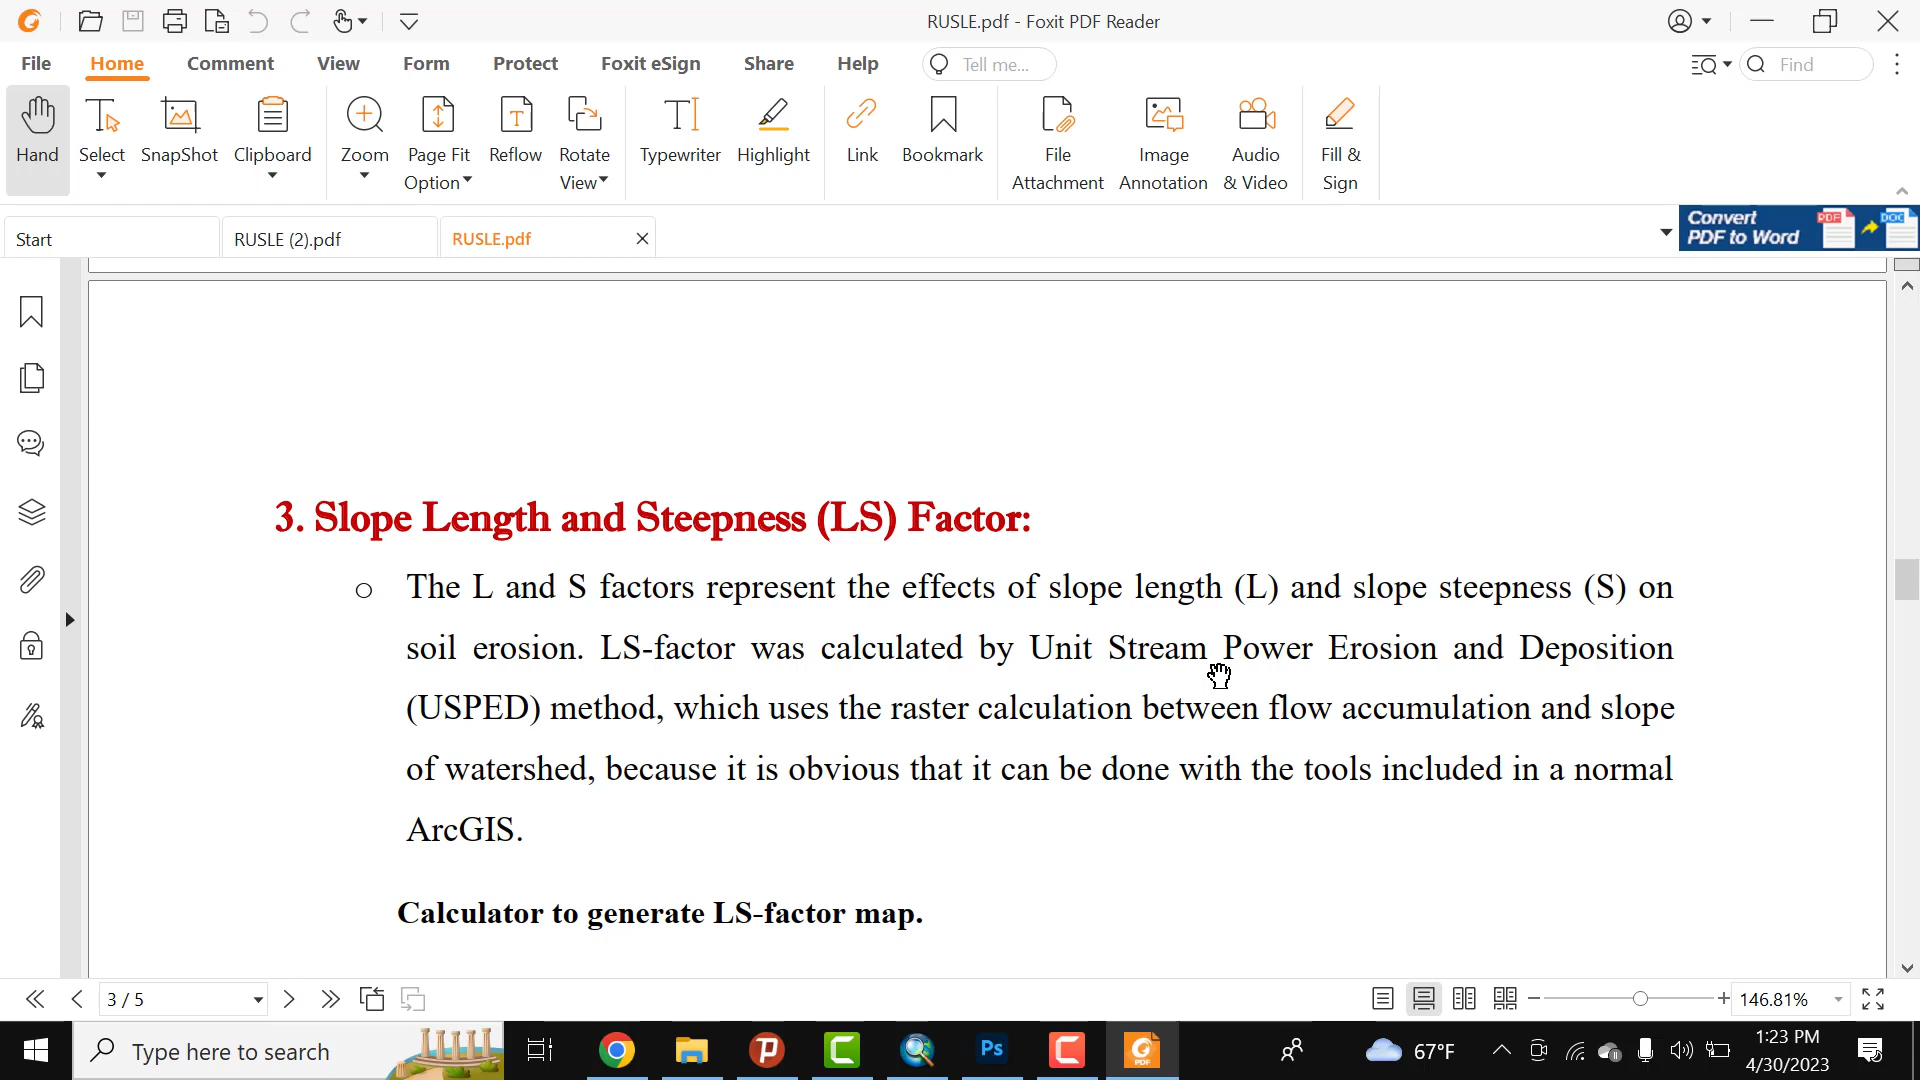 RUSLE.pdf - Foxit PDF Reader
File Home Comment View Form Protect Foxit eSign Share Help Tell me... Find
Hand Select SnapShot Clipboard Zoom Page Fit Option Reflow Rotate View Typewriter Highlight Link Bookmark File Attachment Image Annotation Audio & Video Fill & Sign
Start RUSLE (2).pdf RUSLE.pdf
Convert PDF to Word PDF DOC
3. Slope Length and Steepness (LS) Factor:
o The L and S factors represent the effects of slope length (L) and slope steepness (S) on
soil erosion. LS-factor was calculated by Unit Stream Power Erosion and Deposition
(USPED) method, which uses the raster calculation between flow accumulation and slope
of watershed, because it is obvious that it can be done with the tools included in a normal
ArcGIS.
Calculator to generate LS-factor map.
3 / 5 146.81%
Type here to search Ps PDF 67°F 1:23 PM
4/30/2023